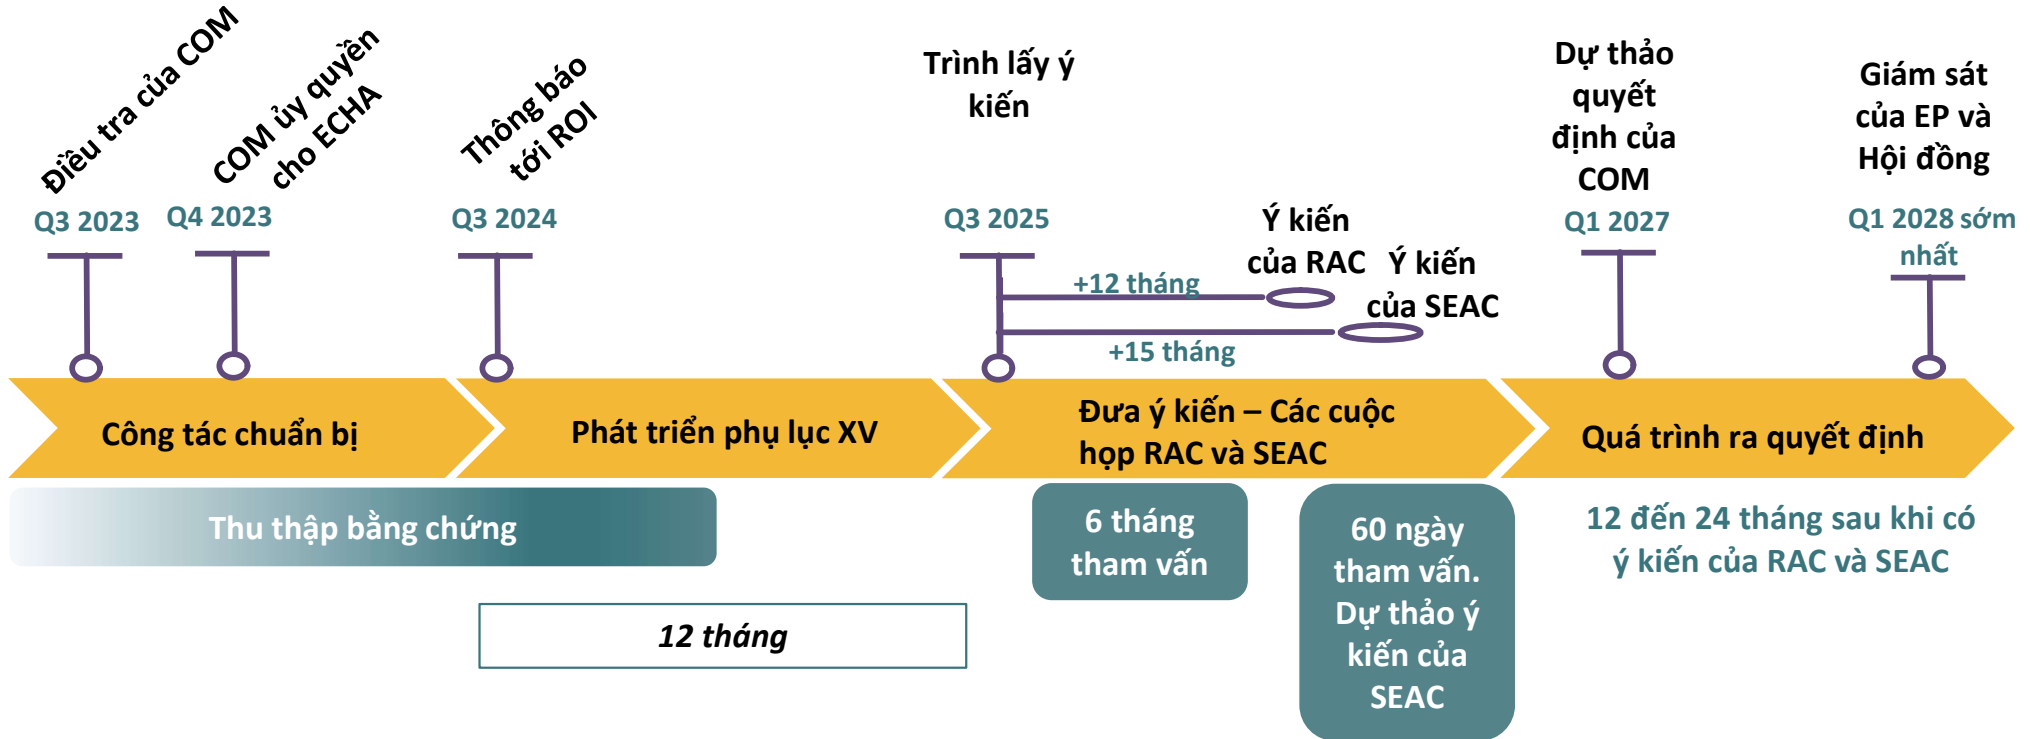 Điều tra của COM
COM ủy quyền
cho ECHA
Thông báo
tới ROI
Trình lấy ý
kiến
Dự thảo
quyết
định của
COM
Giám sát
của EP và
Hội đồng
Q3 2023
Q4 2023
Q3 2024
Q3 2025
Q1 2027
Q1 2028 sớm
nhất
Ý kiến
của RAC
Ý kiến
của SEAC
+12 tháng
+15 tháng
Công tác chuẩn bị
Phát triển phụ lục XV
Đưa ý kiến – Các cuộc
họp RAC và SEAC
Quá trình ra quyết định
Thu thập bằng chứng
6 tháng
tham vấn
60 ngày
tham vấn.
Dự thảo ý
kiến của
SEAC
12 đến 24 tháng sau khi có
ý kiến của RAC và SEAC
12 tháng